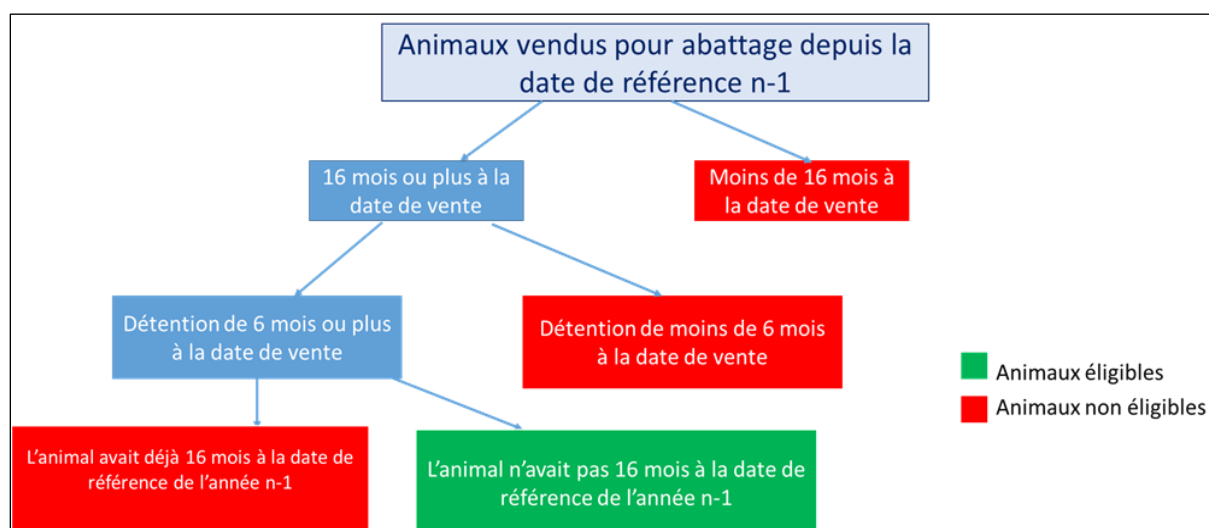 Animaux vendus pour abattage depuis la
date de référence n-1
16 mois ou plus à la
date de vente
Moins de 16 mois à
la date de vente
Détention de 6 mois ou plus
à la date de vente
Détention de moins de 6 mois
à la date de vente
L'animal avait déjà 16 mois à la date de
référence de l'année n-1
L'animal n'avait pas 16 mois à la date de
référence de l'année n-1
Animaux éligibles
Animaux non éligibles